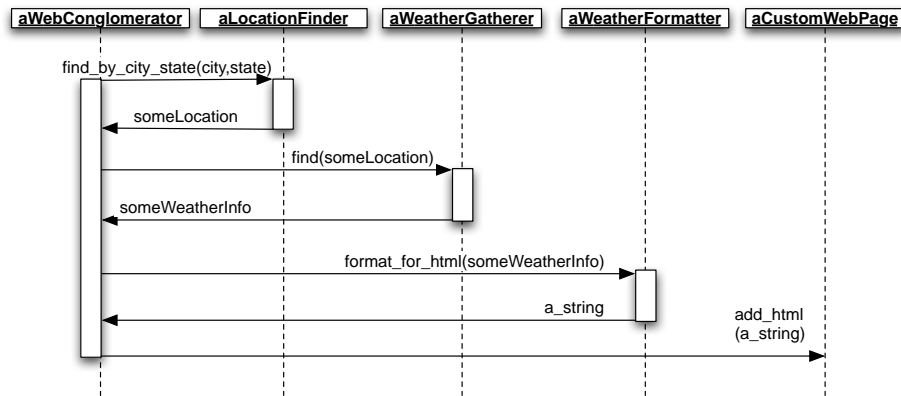 aWebConglomerator
aLocationFinder
aWeatherGatherer
aWeatherFormatter
aCustomWebPage
find_by_city_state(city,state)
someLocation
find(someLocation)
someWeatherInfo
format_for_html(someWeatherInfo)
a_string
add_html
(a_string)